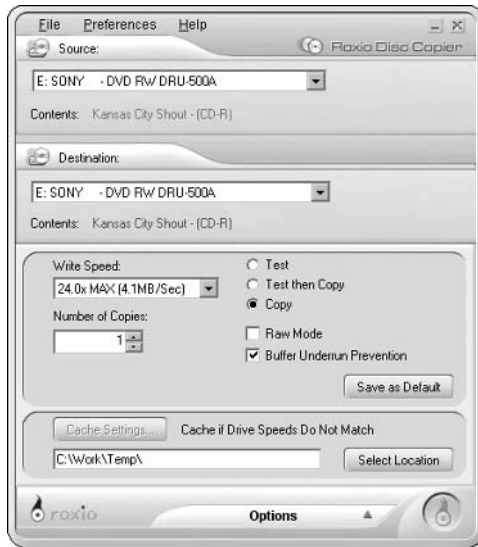 File Preferences Help
Source: Roxio Disc Copier
E: SONY - DVD RW DRU-500A
Contents: Kansas City Shout - (CD-R)
Destination:
E: SONY - DVD RW DRU-500A
Contents: Kansas City Shout - (CD-R)
Write Speed:
24.0x MAX (4.1MB/Sec)
Number of Copies:
1
Test
Test then Copy
Copy
Raw Mode
Buffer Underrun Prevention
Save as Default
Cache Settings... Cache if Drive Speeds Do Not Match
C:\Work\Temp\ Select Location
roxio Options